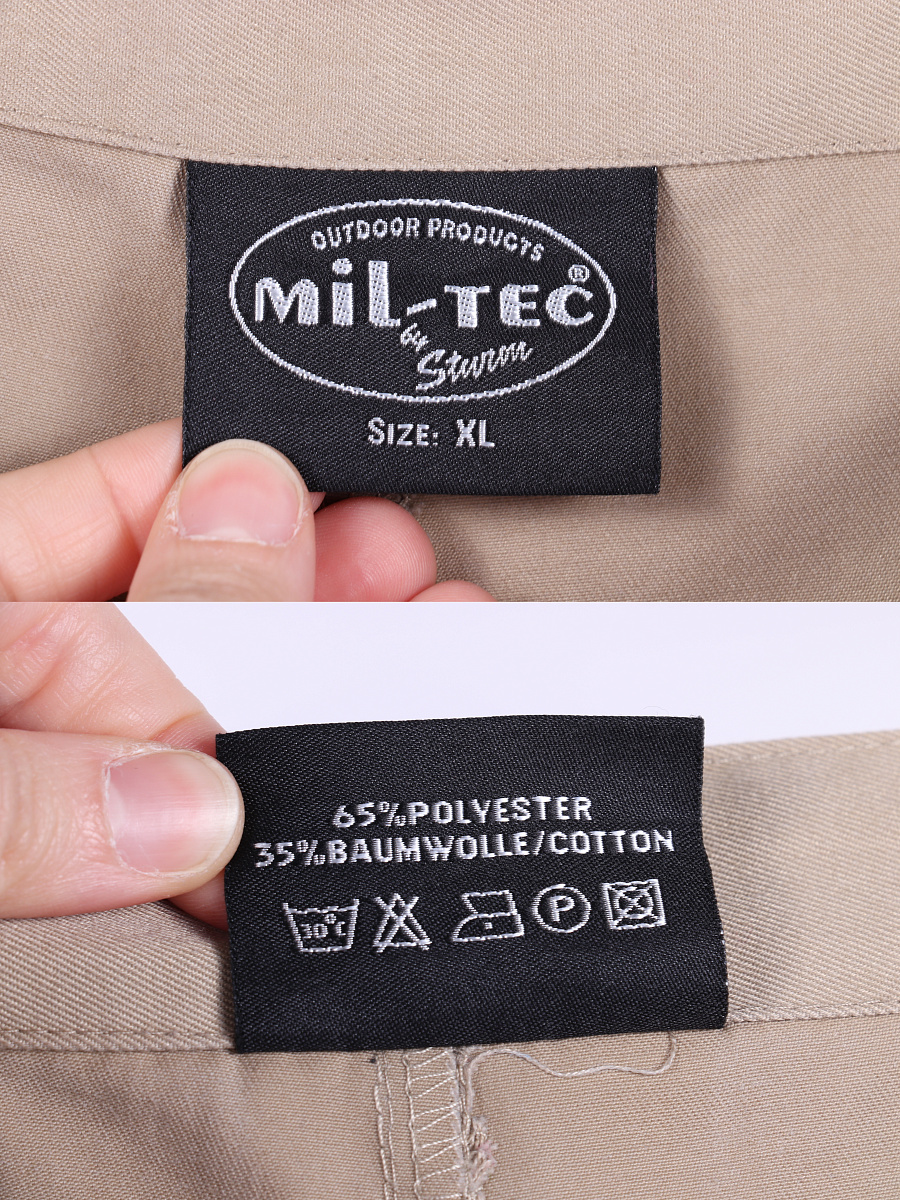 OUTDOOR PRODUCTS
MiL-TEC®
by Sturm
SIZE: XL
65%POLYESTER
35%BAUMWOLLE/COTTON
30°C
P